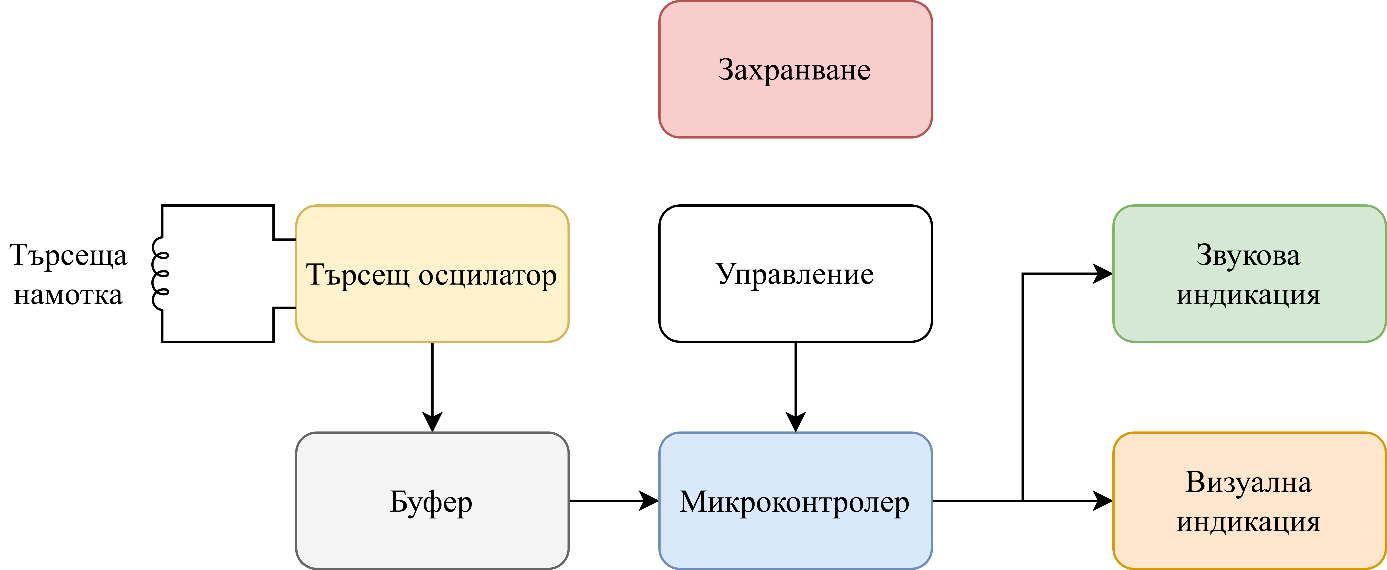 Захранване
Търсеща
намотка
Търсещ осцилатор
Управление
Звукова
индикация
Буфер
Микроконтролер
Визуална
индикация